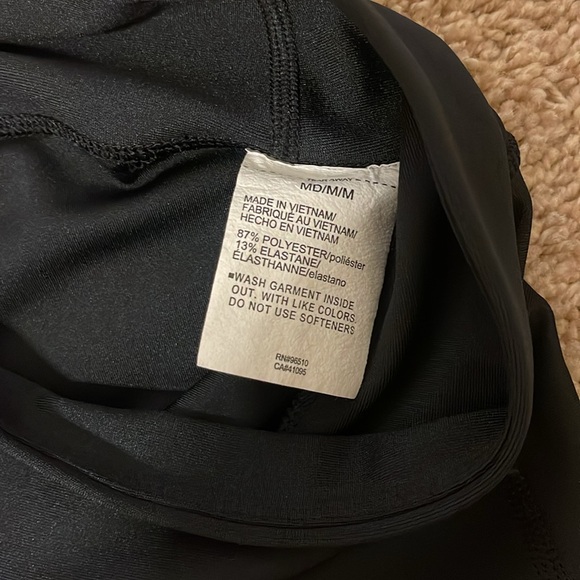 MD/M/M
MADE IN VIETNAM/
FABRIQUÉ AU VIETNAM/
HECHO EN VIETNAM
87% POLYESTER/poliéster
13% ELASTANE/
ÉLASTHANNE/elastano
■WASH GARMENT INSIDE
OUT, WITH LIKE COLORS
DO NOT USE SOFTENERS
RN#96510
CA#41095